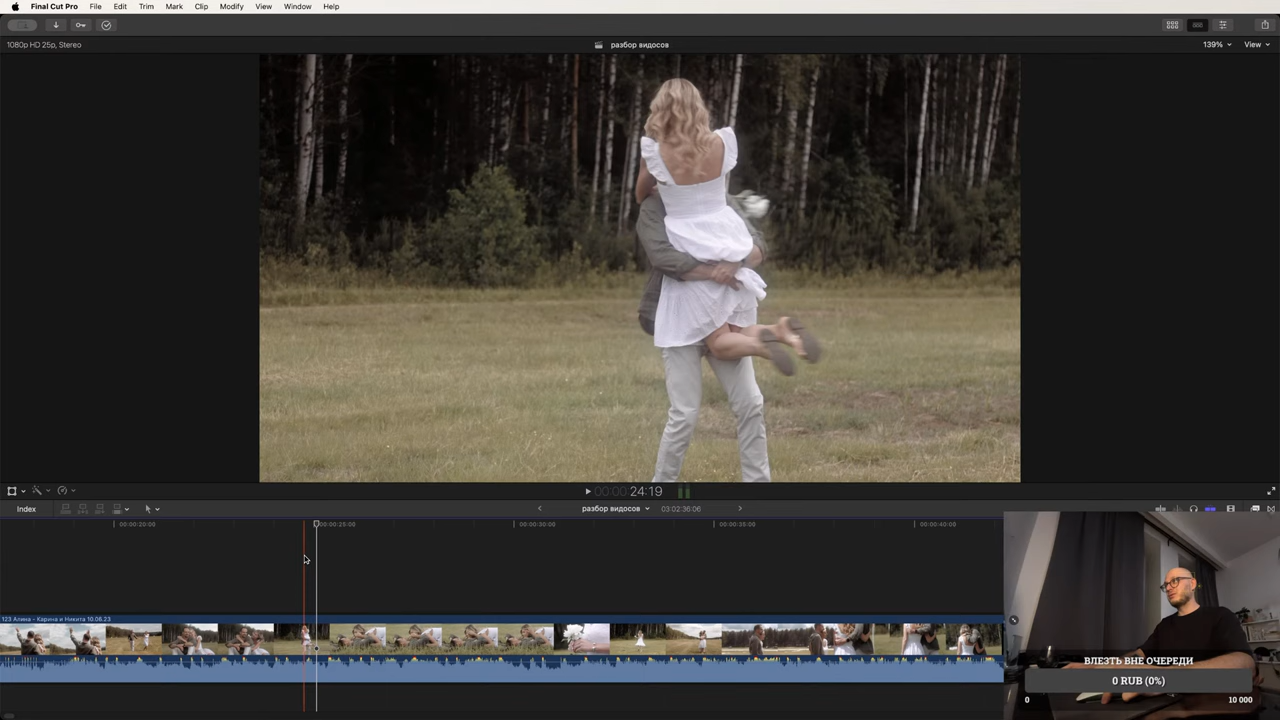 Final Cut Pro File Edit Trim Mark Clip Modify View Window Help
1080p HD 25p, Stereo
разбор видосов
139%
View
00:00:24:19
Index
разбор видосов
03:02:36:06
00:00:20:00
00:00:25:00
00:00:30:00
00:00:35:00
00:00:40:00
123 Алина - Карина и Никита 10.06.23
ВЛЕЗТЬ ВНЕ ОЧЕРЕДИ
0 RUB (0%)
0
10 000